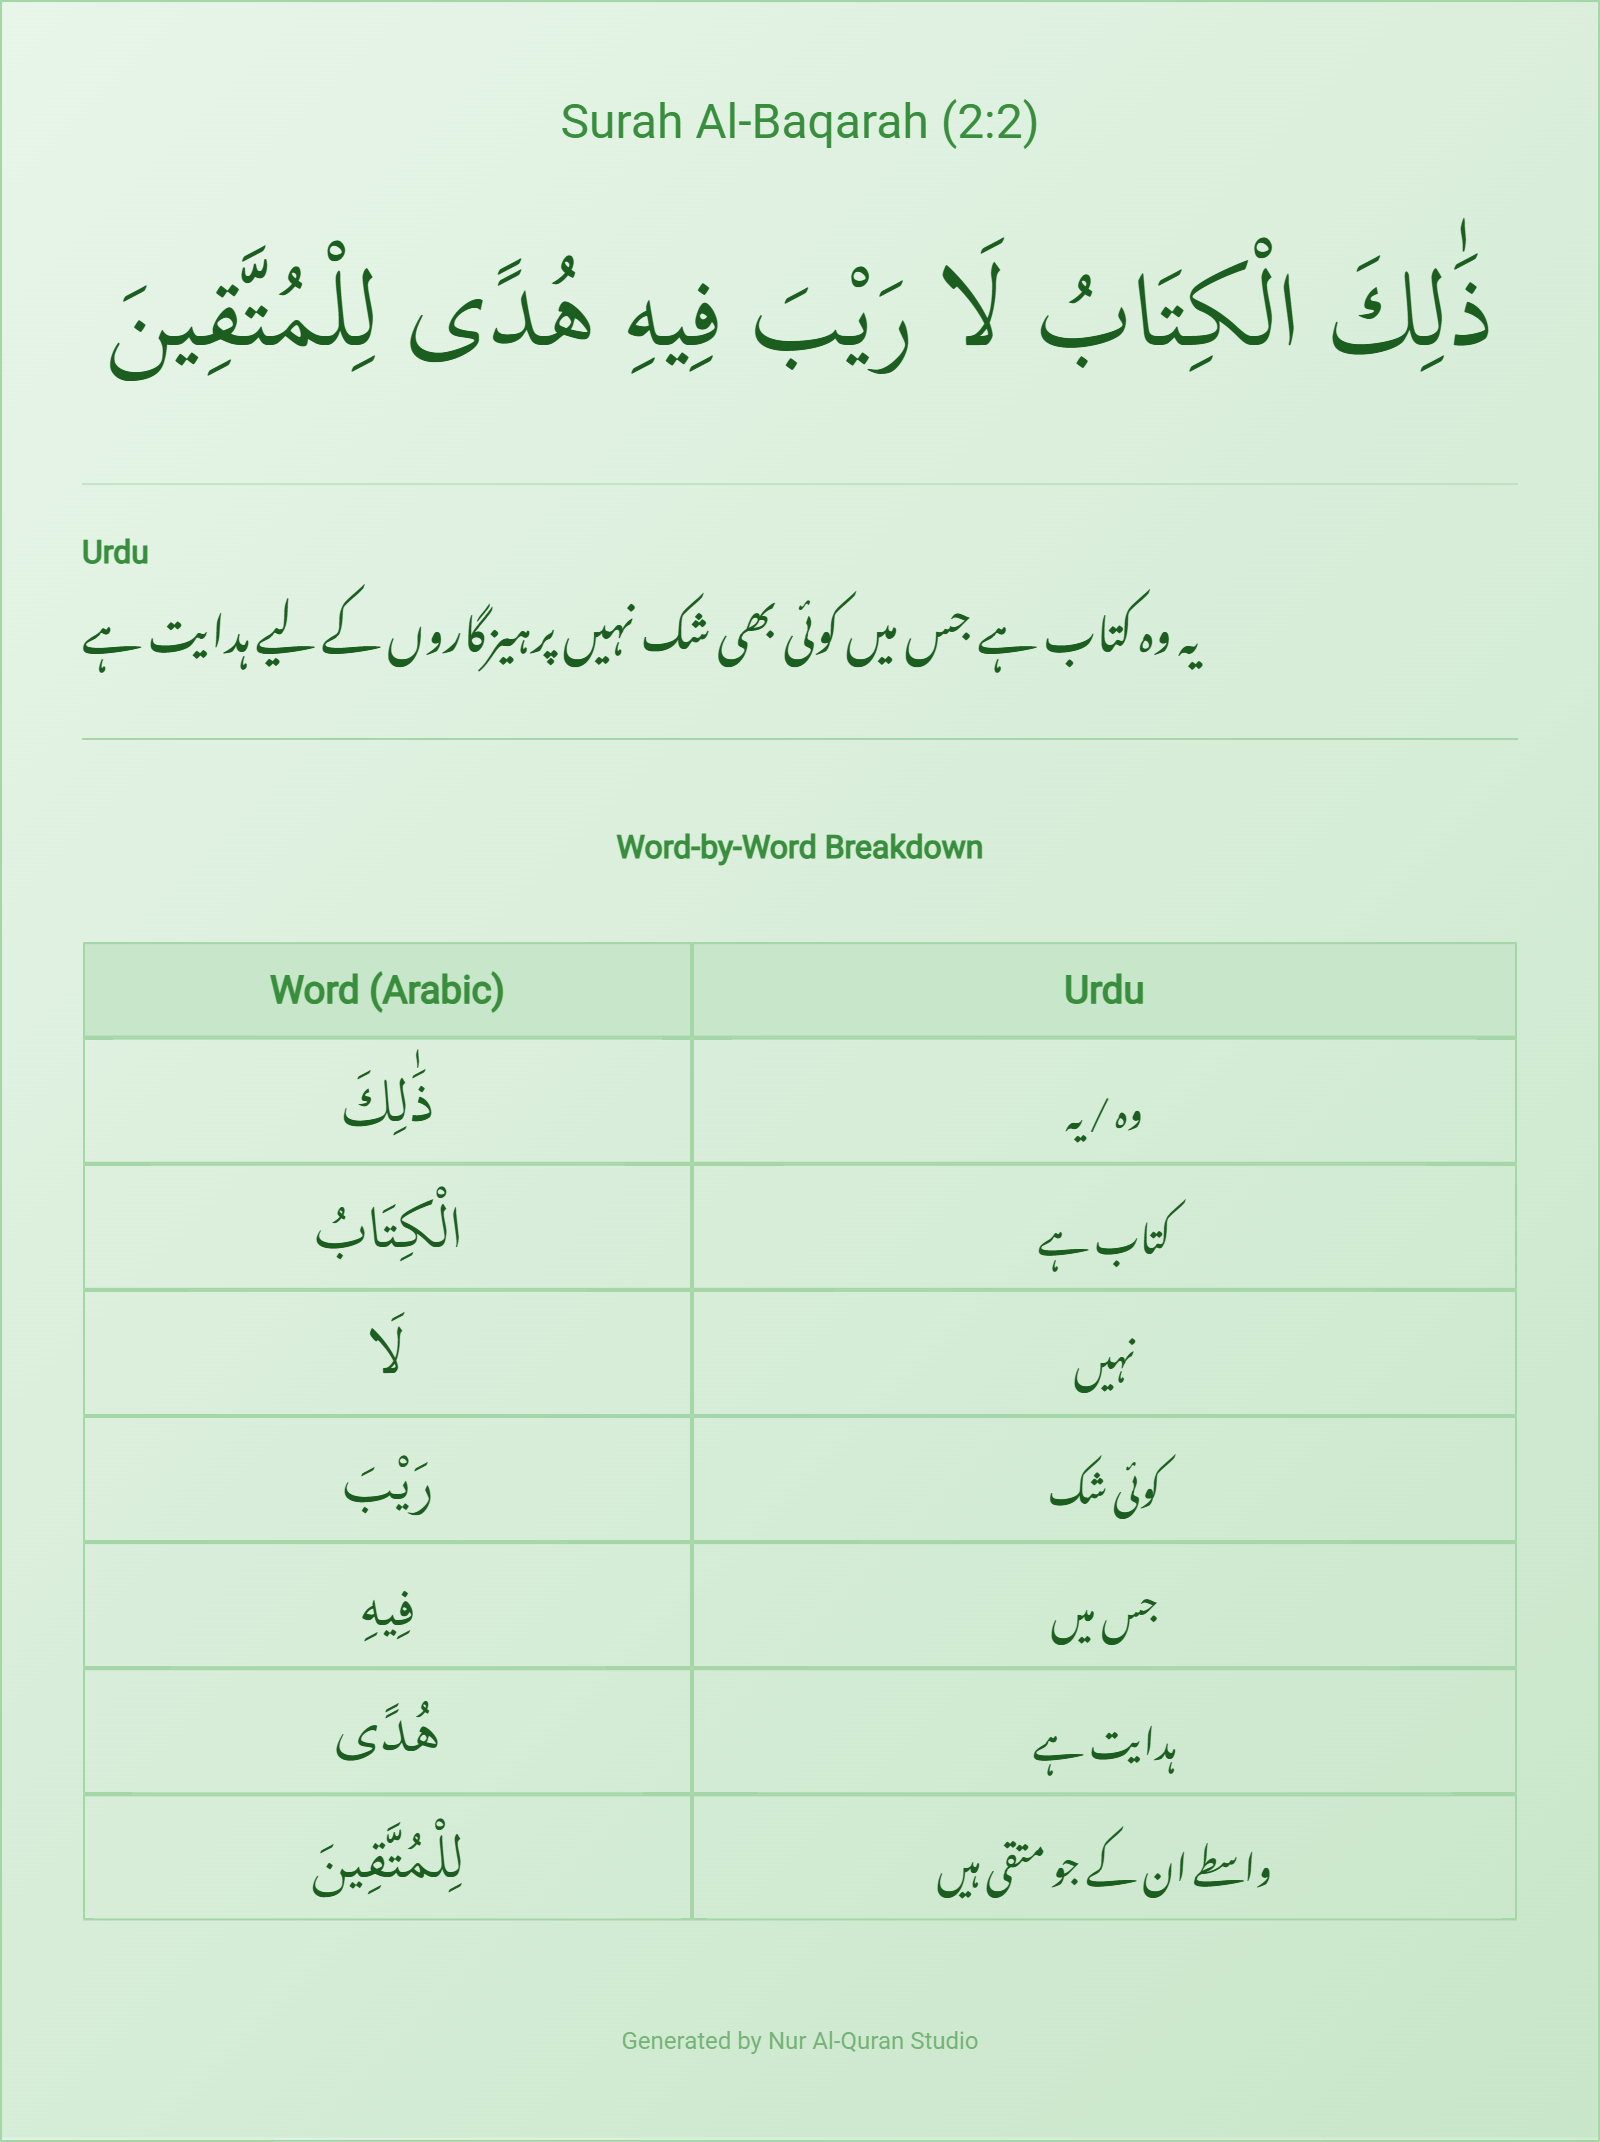 Surah Al-Baqarah (2:2)
ذَٰلِكَ الْكِتَابُ لَا رَيْبَ فِيهِ هُدًى لِلْمُتَّقِينَ
Urdu
یہ وہ کتاب ہے جس میں کوئی بھی شک نہیں پرہیزگاروں کے لیے ہدایت ہے
Word-by-Word Breakdown
Word (Arabic) Urdu
ذَٰلِكَ وہ / یہ
الْكِتَابُ کتاب ہے
لَا نہیں
رَيْبَ کوئی شک
فِيهِ جس میں
هُدًى ہدایت ہے
لِلْمُتَّقِينَ واسطے ان کے جو متقی ہیں
Generated by Nur Al-Quran Studio